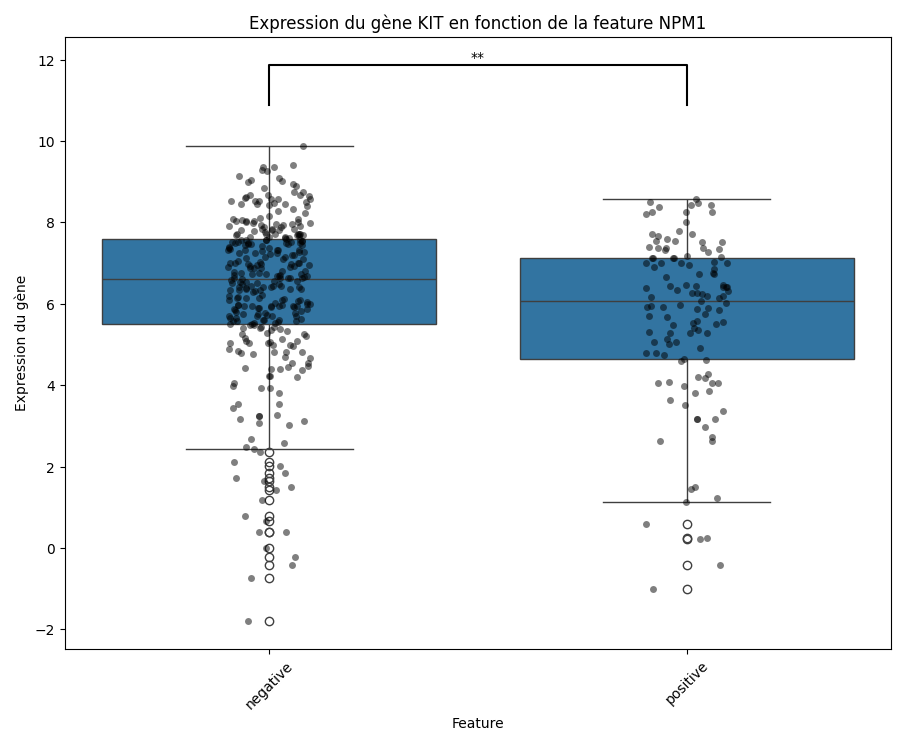 Expression du gène KIT en fonction de la feature NPM1
**
12
10
8
6
4
2
0
−2
Expression du gène
negative
positive
Feature